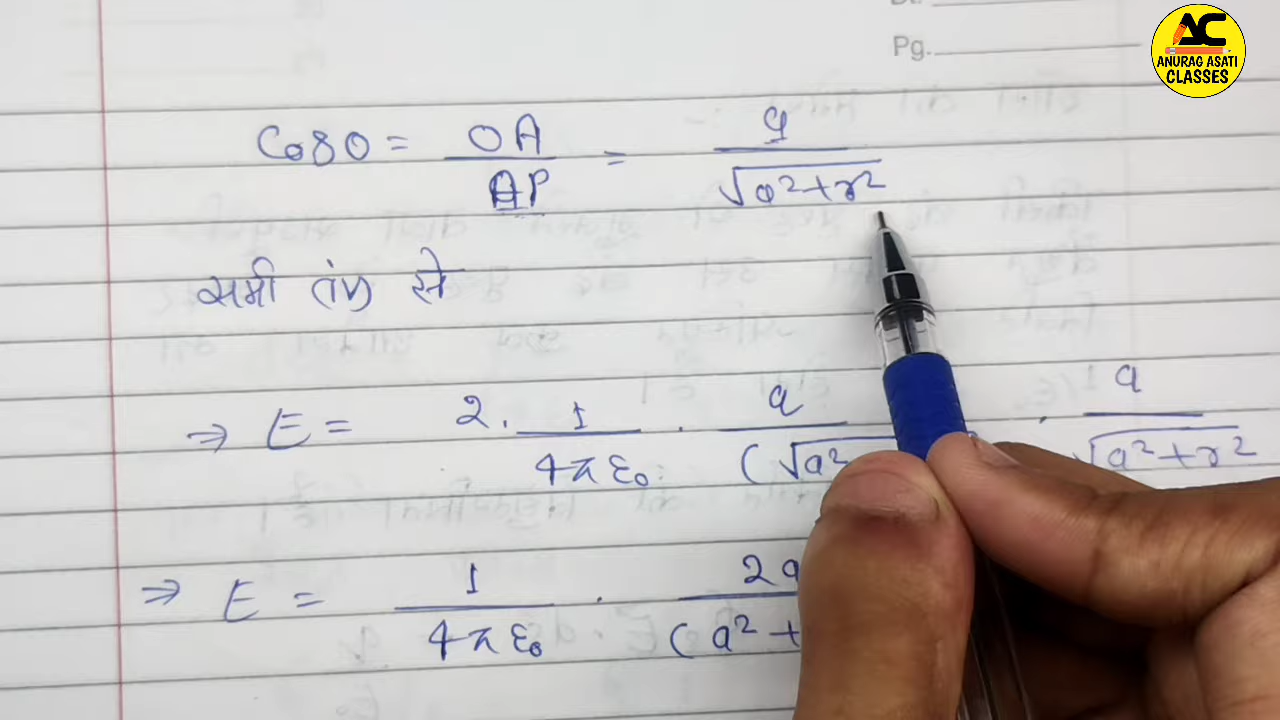 Pg.
AC
ANURAG ASATI
CLASSES
Cosθ = OA / AP = a / √a²+r²
समी से
⇒ E = 2. 1 / 4πε₀ . q / (√a² . a / √a²+r²
⇒ E = 1 / 4πε₀ . 2q / (a² +